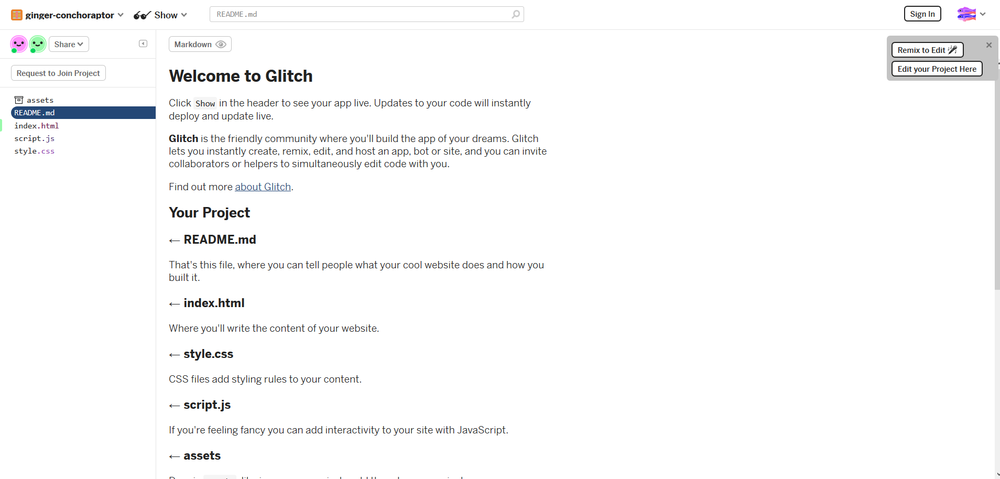 ginger-conchoraptor
Show
README.md
Sign In
Share
Request to Join Project
assets
README.md
index.html
script.js
style.css
Markdown
Remix to Edit
Edit your Project Here
Welcome to Glitch
Click Show in the header to see your app live. Updates to your code will instantly
deploy and update live.
Glitch is the friendly community where you'll build the app of your dreams. Glitch
lets you instantly create, remix, edit, and host an app, bot or site, and you can invite
collaborators or helpers to simultaneously edit code with you.
Find out more about Glitch.
Your Project
← README.md
That's this file, where you can tell people what your cool website does and how you
built it.
← index.html
Where you'll write the content of your website.
← style.css
CSS files add styling rules to your content.
← script.js
If you're feeling fancy you can add interactivity to your site with JavaScript.
← assets